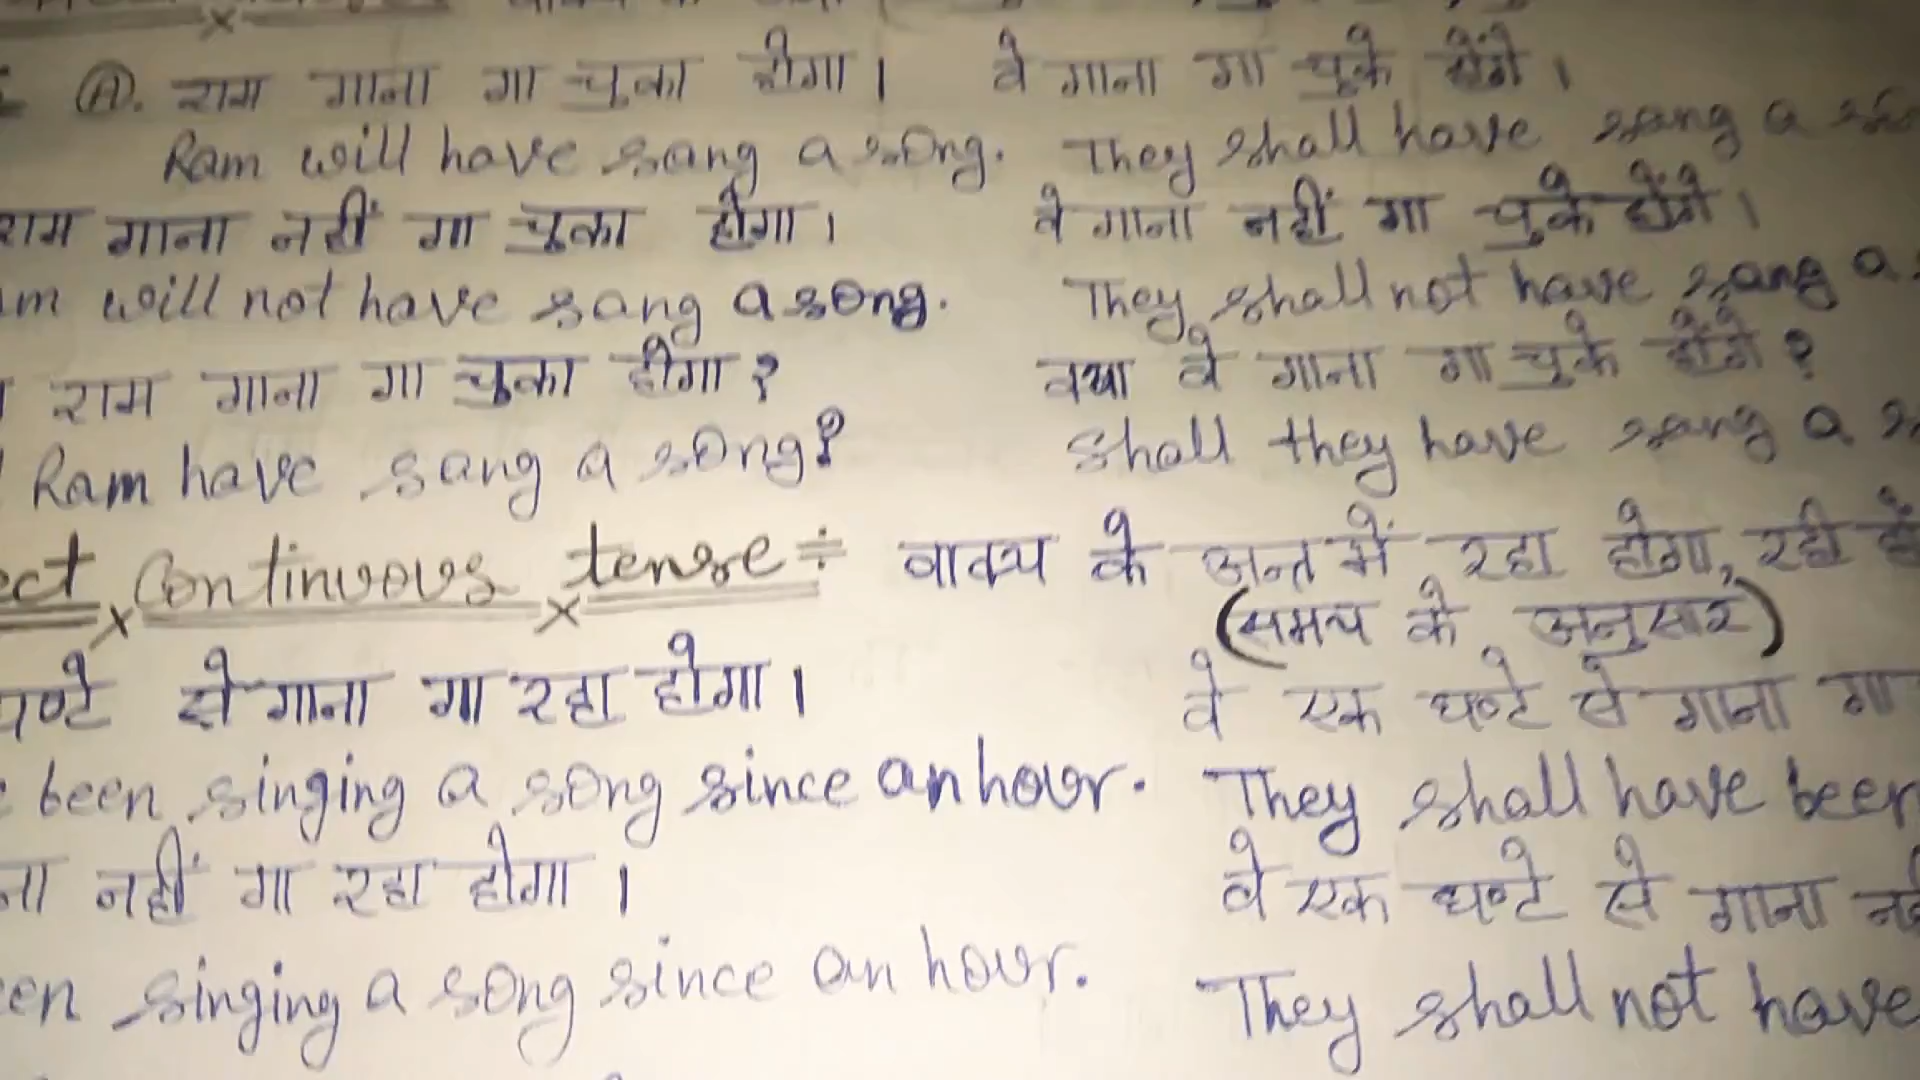 Ⓐ. राम गाना गा चुका होगा। वे गाना गा चुके होंगे।
Ram will have sang a song. They shall have sang a
राम गाना नहीं गा चुका होगा। वे गाना नहीं गा चुके होंगे।
will not have sang a song. They shall not have sang a
राम गाना गा चुका होगा? क्या वे गाना गा चुके होंगे?
Ram have sang a song? Shall they have sang a
Continuous tense ÷ वाक्य के अन्त में रहा होगा, रही
(समय के अनुसार)
घण्टे से गाना गा रहा होगा। वे एक घण्टे से गाना गा
been singing a song since an hour. They shall have been
नहीं गा रहा होगा। वे एक घण्टे से गाना
singing a song since an hour. They shall not have